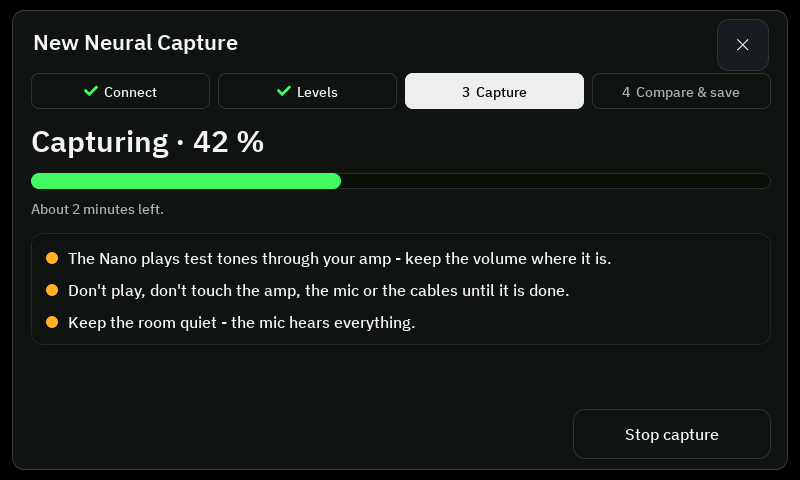 New Neural Capture
Connect
Levels
3 Capture
4 Compare & save
Capturing · 42 %
About 2 minutes left.
The Nano plays test tones through your amp - keep the volume where it is.
Don't play, don't touch the amp, the mic or the cables until it is done.
Keep the room quiet - the mic hears everything.
Stop capture